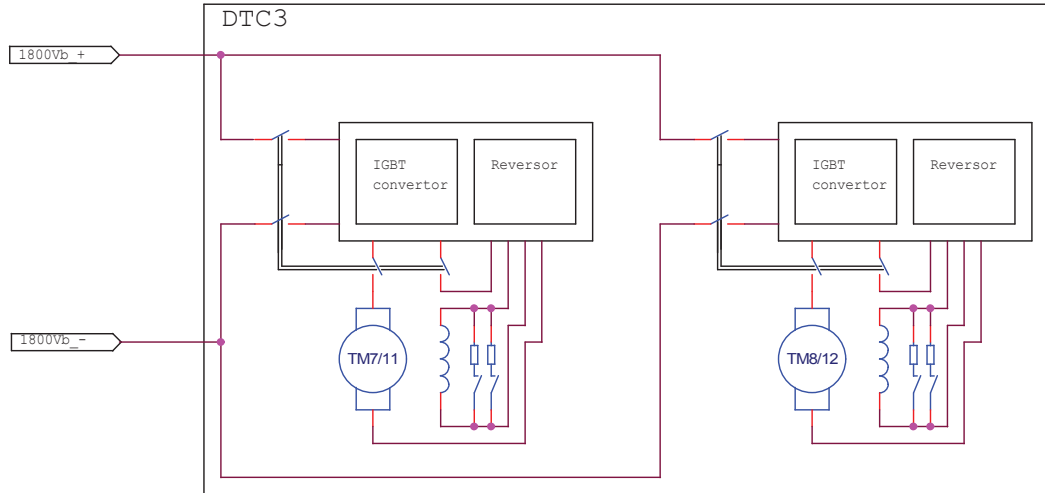 DTC3
1800Vb_+
IGBT
convertor
Reversor
IGBT
convertor
Reversor
1800Vb_-
TM7/11
TM8/12